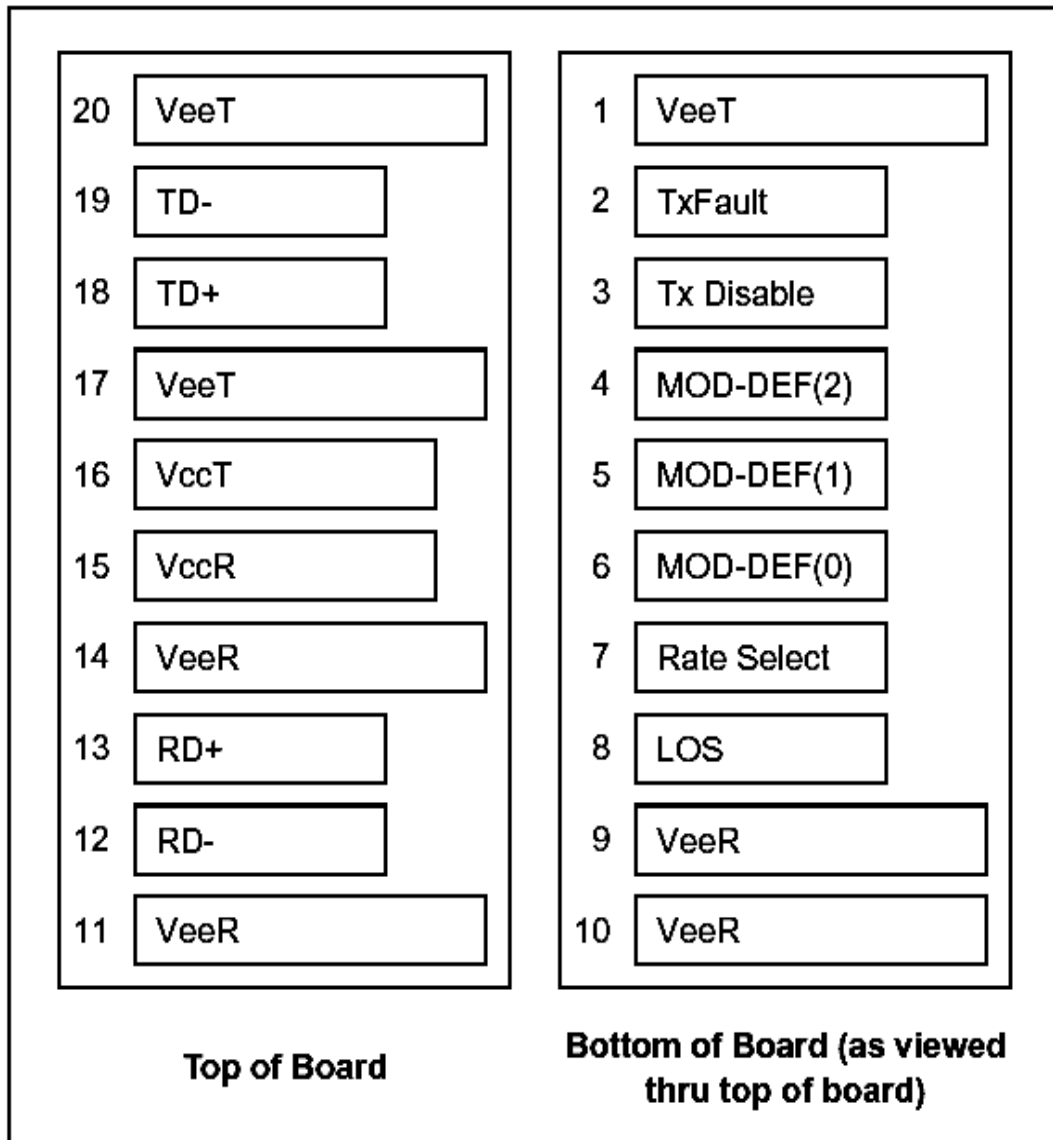 20 VeeT
19 TD-
18 TD+
17 VeeT
16 VccT
15 VccR
14 VeeR
13 RD+
12 RD-
11 VeeR
Top of Board
1 VeeT
2 TxFault
3 Tx Disable
4 MOD-DEF(2)
5 MOD-DEF(1)
6 MOD-DEF(0)
7 Rate Select
8 LOS
9 VeeR
10 VeeR
Bottom of Board (as viewed
thru top of board)